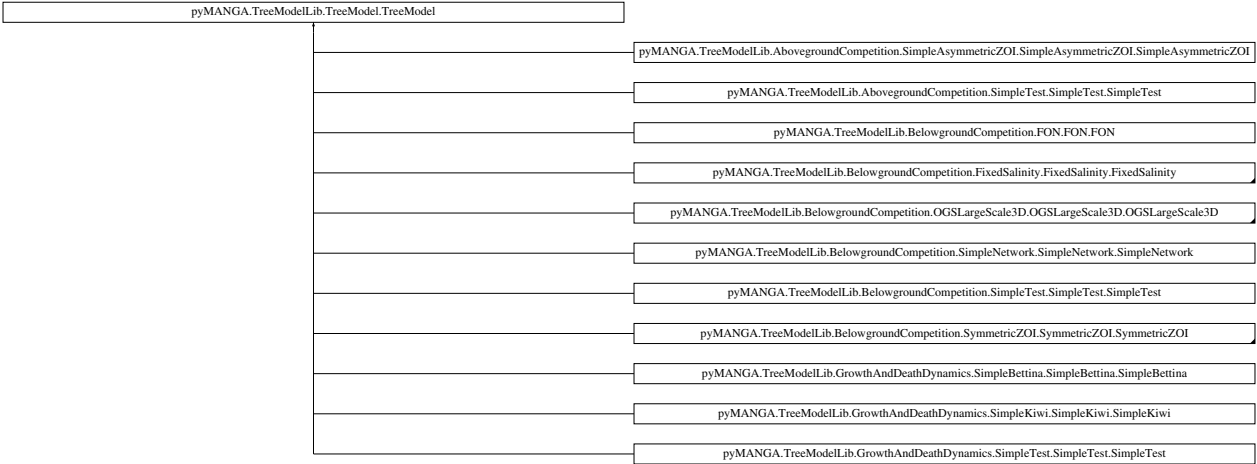 pyMANGA.TreeModelLib.TreeModel.TreeModel
pyMANGA.TreeModelLib.AbovegroundCompetition.SimpleAsymmetricZOI.SimpleAsymmetricZOI.SimpleAsymmetricZOI
pyMANGA.TreeModelLib.AbovegroundCompetition.SimpleTest.SimpleTest.SimpleTest
pyMANGA.TreeModelLib.BelowgroundCompetition.FON.FON.FON
pyMANGA.TreeModelLib.BelowgroundCompetition.FixedSalinity.FixedSalinity.FixedSalinity
pyMANGA.TreeModelLib.BelowgroundCompetition.OGSLargeScale3D.OGSLargeScale3D.OGSLargeScale3D
pyMANGA.TreeModelLib.BelowgroundCompetition.SimpleNetwork.SimpleNetwork.SimpleNetwork
pyMANGA.TreeModelLib.BelowgroundCompetition.SimpleTest.SimpleTest.SimpleTest
pyMANGA.TreeModelLib.BelowgroundCompetition.SymmetricZOI.SymmetricZOI.SymmetricZOI
pyMANGA.TreeModelLib.GrowthAndDeathDynamics.SimpleBettina.SimpleBettina.SimpleBettina
pyMANGA.TreeModelLib.GrowthAndDeathDynamics.SimpleKiwi.SimpleKiwi.SimpleKiwi
pyMANGA.TreeModelLib.GrowthAndDeathDynamics.SimpleTest.SimpleTest.SimpleTest